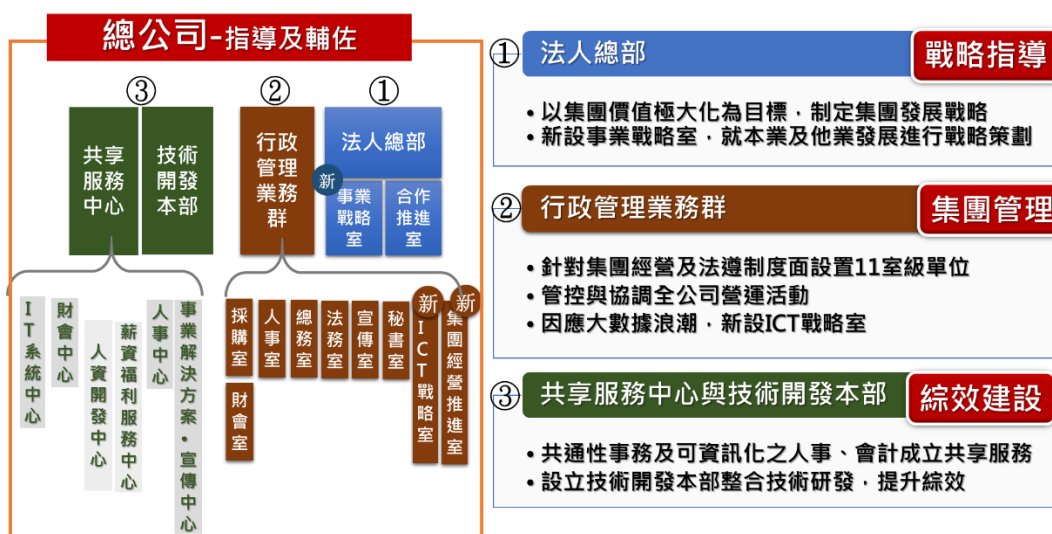 總公司-指導及輔佐
③
②
①
共享
服務
中心
技術
開發
本部
行政
管理
業務
群
法人總部
新
事業
戰略
室
合作
推進
室
IT系統中心
財會中心
人資開發中心
薪資福利服務中心
人事中心
事業解決方案•宣傳中心
採購室
財會室
人事室
總務室
法務室
宣傳室
秘書室
新
ICT戰略室
新
集團經營推進室
① 法人總部 戰略指導
• 以集團價值極大化為目標，制定集團發展戰略
• 新設事業戰略室，就本業及他業發展進行戰略策劃
② 行政管理業務群 集團管理
• 針對集團經營及法遵制度面設置11室級單位
• 管控與協調全公司營運活動
• 因應大數據浪潮，新設ICT戰略室
③ 共享服務中心與技術開發本部 綜效建設
• 共通性事務及可資訊化之人事、會計成立共享服務
• 設立技術開發本部整合技術研發，提升綜效